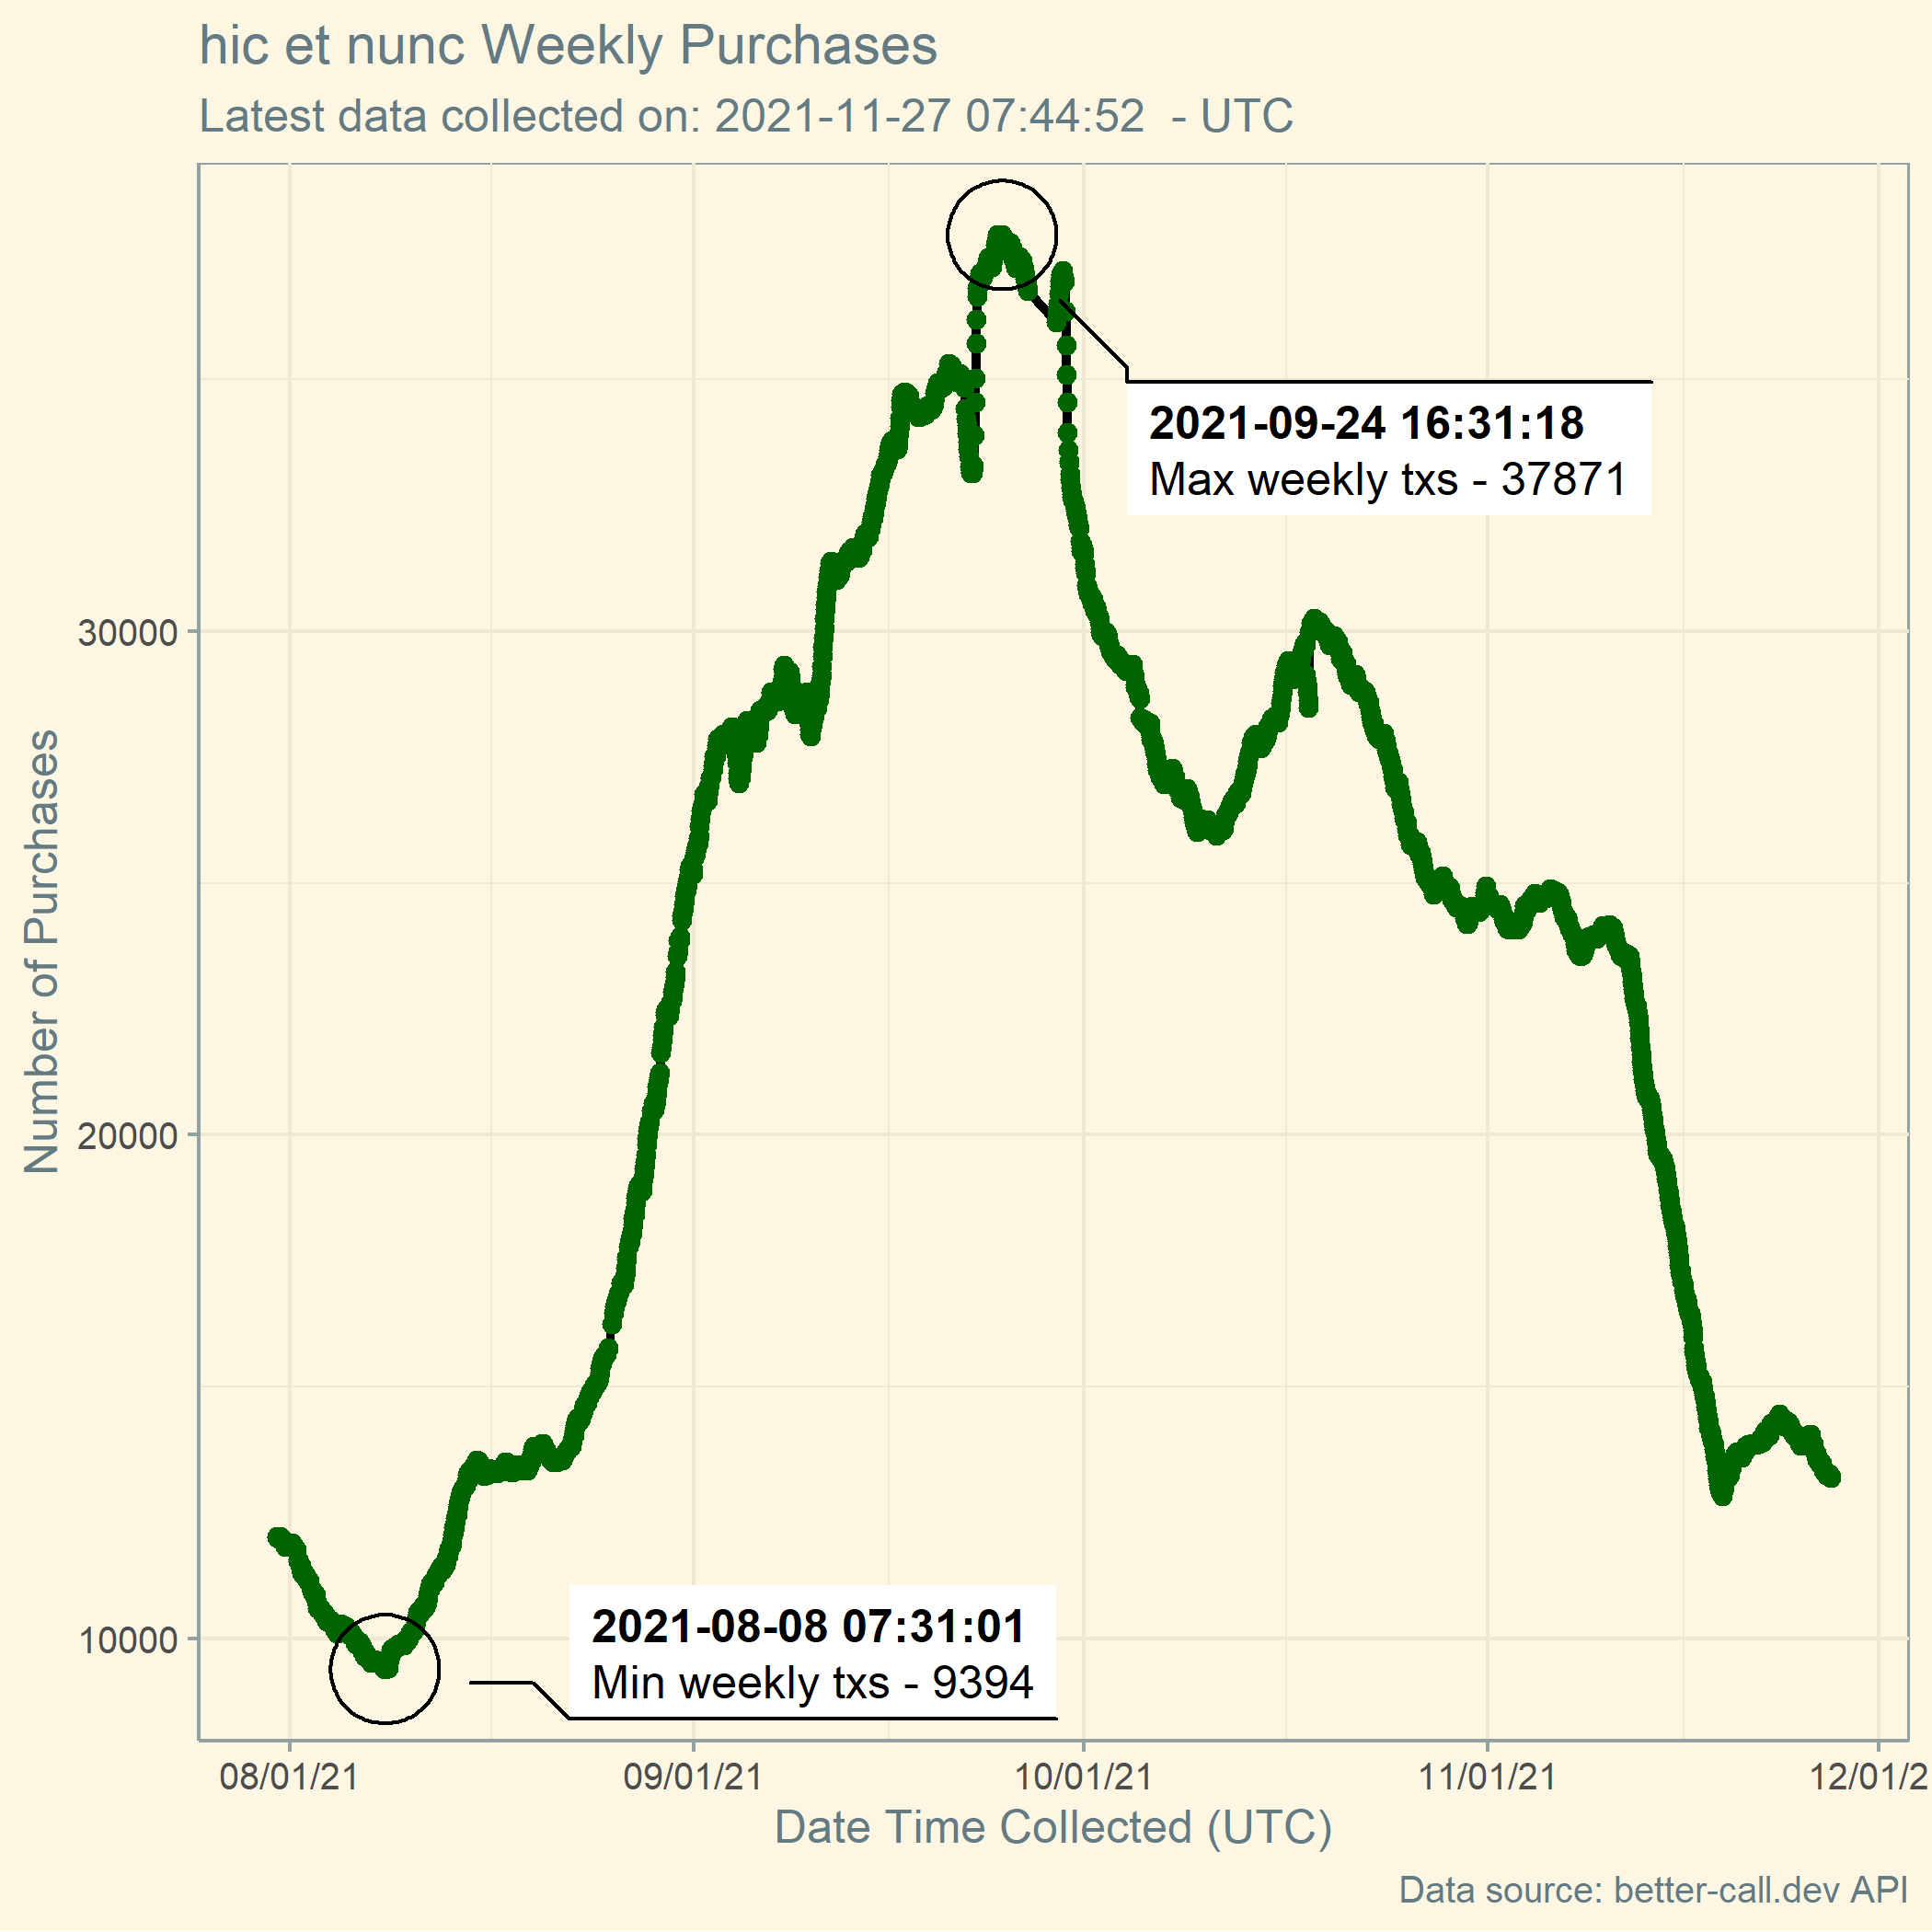 hic et nunc Weekly Purchases
Latest data collected on: 2021-11-27 07:44:52 - UTC
2021-09-24 16:31:18
Max weekly txs - 37871
30000
20000
10000
Number of Purchases
2021-08-08 07:31:01
Min weekly txs - 9394
08/01/21 09/01/21 10/01/21 11/01/21 12/01/2
Date Time Collected (UTC)
Data source: better-call.dev API